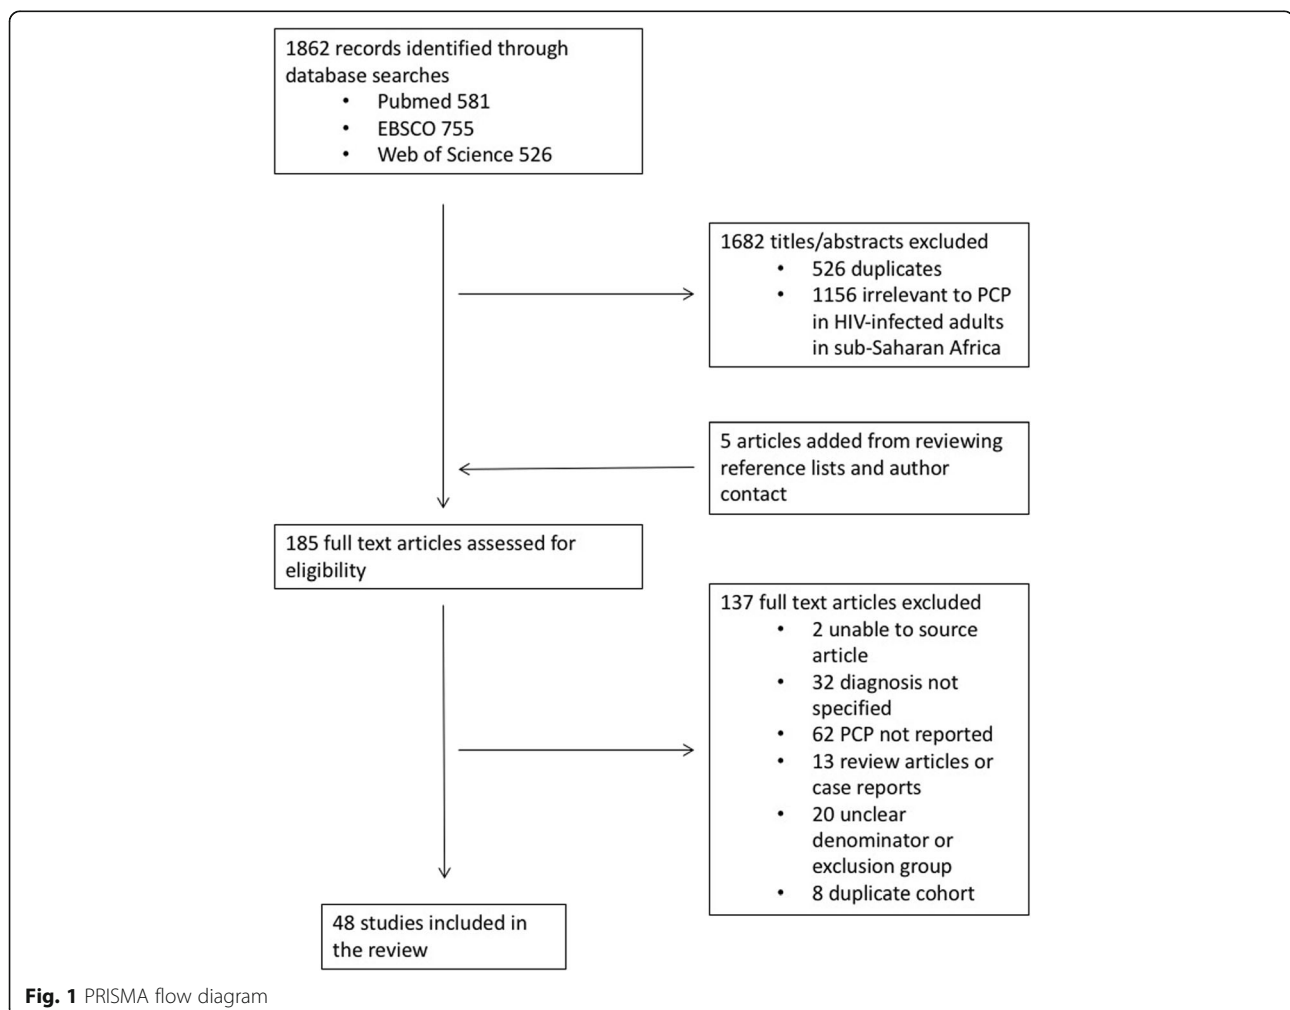 1862 records identified through
database searches
• Pubmed 581
• EBSCO 755
• Web of Science 526
1682 titles/abstracts excluded
• 526 duplicates
• 1156 irrelevant to PCP
in HIV-infected adults
in sub-Saharan Africa
5 articles added from reviewing
reference lists and author
contact
185 full text articles assessed for
eligibility
137 full text articles excluded
• 2 unable to source
article
• 32 diagnosis not
specified
• 62 PCP not reported
• 13 review articles or
case reports
• 20 unclear
denominator or
exclusion group
• 8 duplicate cohort
48 studies included in
the review
Fig. 1 PRISMA flow diagram